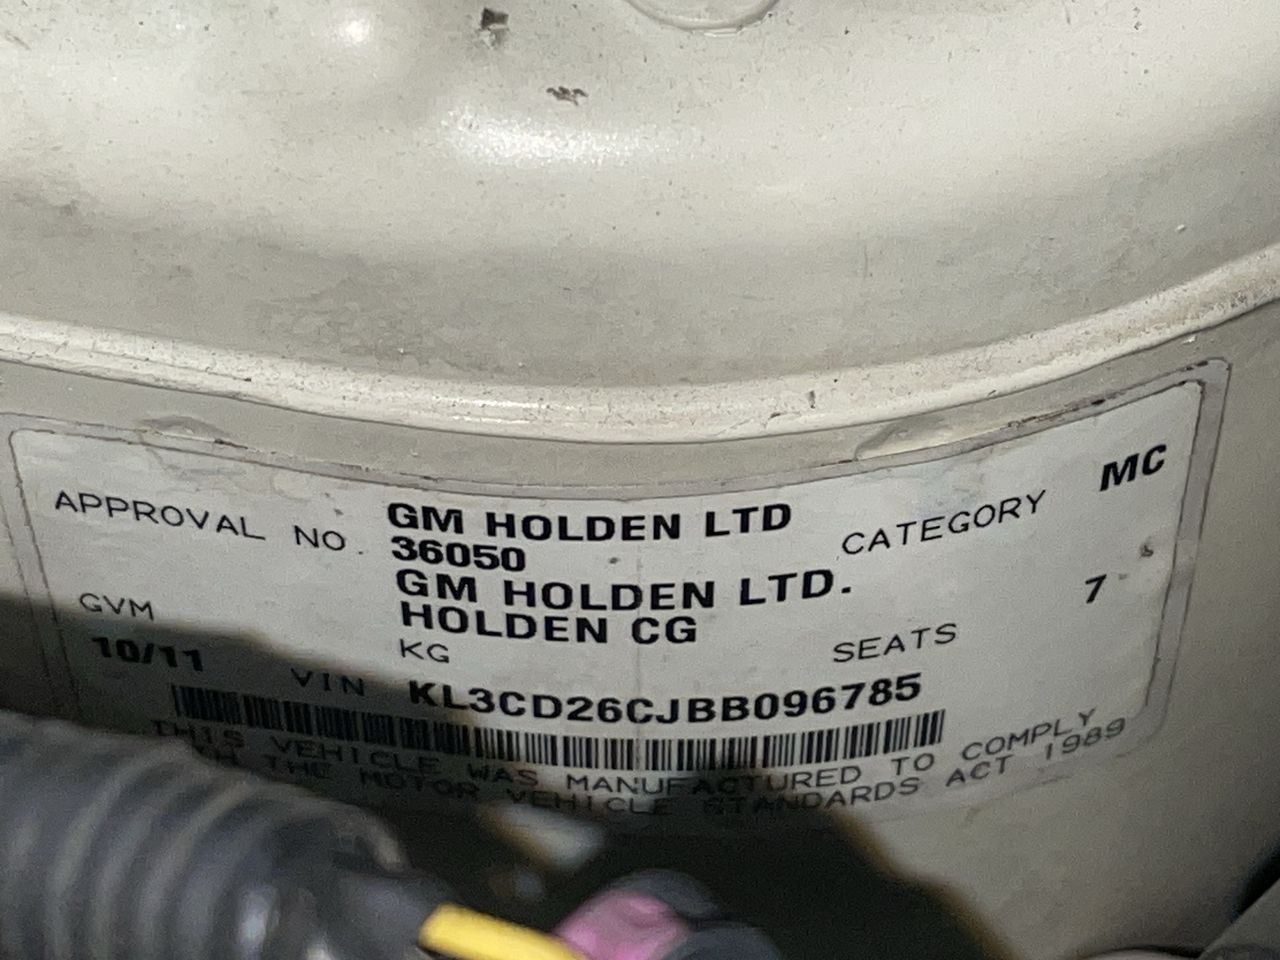 GM HOLDEN LTD
APPROVAL NO. 36050 CATEGORY MC
GM HOLDEN LTD.
HOLDEN CG
GVM KG SEATS 7
10/11 VIN KL3CD26CJBB096785
THIS VEHICLE WAS MANUFACTURED TO COMPLY
WITH THE MOTOR VEHICLE STANDARDS ACT 1989